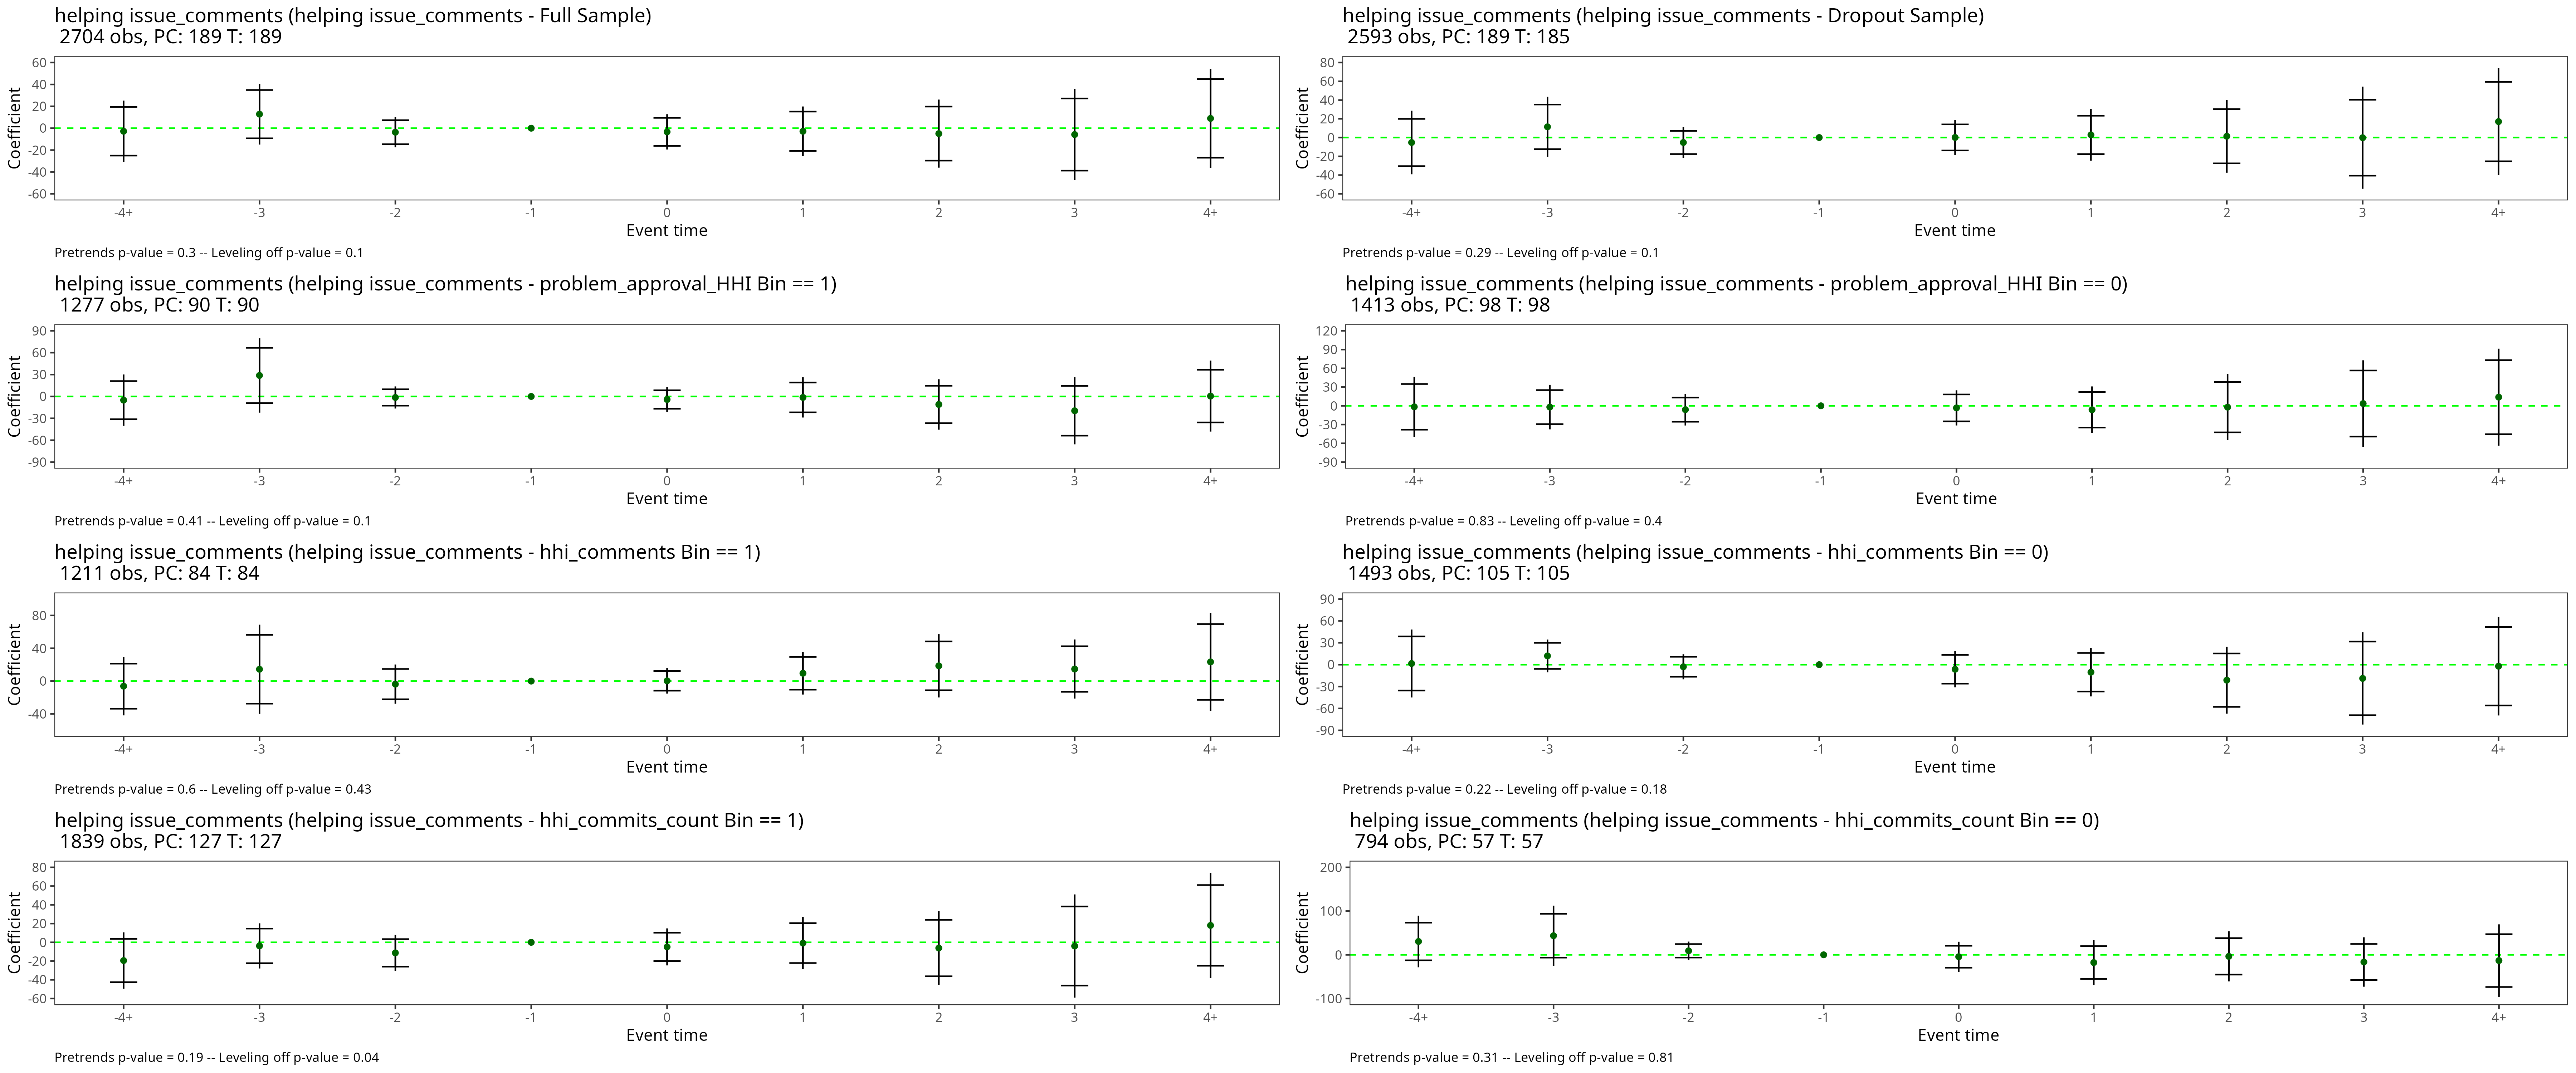 helping issue_comments (helping issue_comments - Full Sample)
2704 obs, PC: 189 T: 189
Coefficient
60
40
20
0
-20
-40
-60
-4+ -3 -2 -1 0 1 2 3 4+
Event time
Pretrends p-value = 0.3 -- Leveling off p-value = 0.1
helping issue_comments (helping issue_comments - Dropout Sample)
2593 obs, PC: 189 T: 185
Coefficient
80
60
40
20
0
-20
-40
-60
-4+ -3 -2 -1 0 1 2 3 4+
Event time
Pretrends p-value = 0.29 -- Leveling off p-value = 0.1
helping issue_comments (helping issue_comments - problem_approval_HHI Bin == 1)
1277 obs, PC: 90 T: 90
Coefficient
90
60
30
0
-30
-60
-90
-4+ -3 -2 -1 0 1 2 3 4+
Event time
Pretrends p-value = 0.41 -- Leveling off p-value = 0.1
helping issue_comments (helping issue_comments - problem_approval_HHI Bin == 0)
1413 obs, PC: 98 T: 98
Coefficient
120
90
60
30
0
-30
-60
-90
-4+ -3 -2 -1 0 1 2 3 4+
Event time
Pretrends p-value = 0.83 -- Leveling off p-value = 0.4
helping issue_comments (helping issue_comments - hhi_comments Bin == 1)
1211 obs, PC: 84 T: 84
Coefficient
80
40
0
-40
-4+ -3 -2 -1 0 1 2 3 4+
Event time
Pretrends p-value = 0.6 -- Leveling off p-value = 0.43
helping issue_comments (helping issue_comments - hhi_comments Bin == 0)
1493 obs, PC: 105 T: 105
Coefficient
90
60
30
0
-30
-60
-90
-4+ -3 -2 -1 0 1 2 3 4+
Event time
Pretrends p-value = 0.22 -- Leveling off p-value = 0.18
helping issue_comments (helping issue_comments - hhi_commits_count Bin == 1)
1839 obs, PC: 127 T: 127
Coefficient
80
60
40
20
0
-20
-40
-60
-4+ -3 -2 -1 0 1 2 3 4+
Event time
Pretrends p-value = 0.19 -- Leveling off p-value = 0.04
helping issue_comments (helping issue_comments - hhi_commits_count Bin == 0)
794 obs, PC: 57 T: 57
Coefficient
200
100
0
-100
-4+ -3 -2 -1 0 1 2 3 4+
Event time
Pretrends p-value = 0.31 -- Leveling off p-value = 0.81